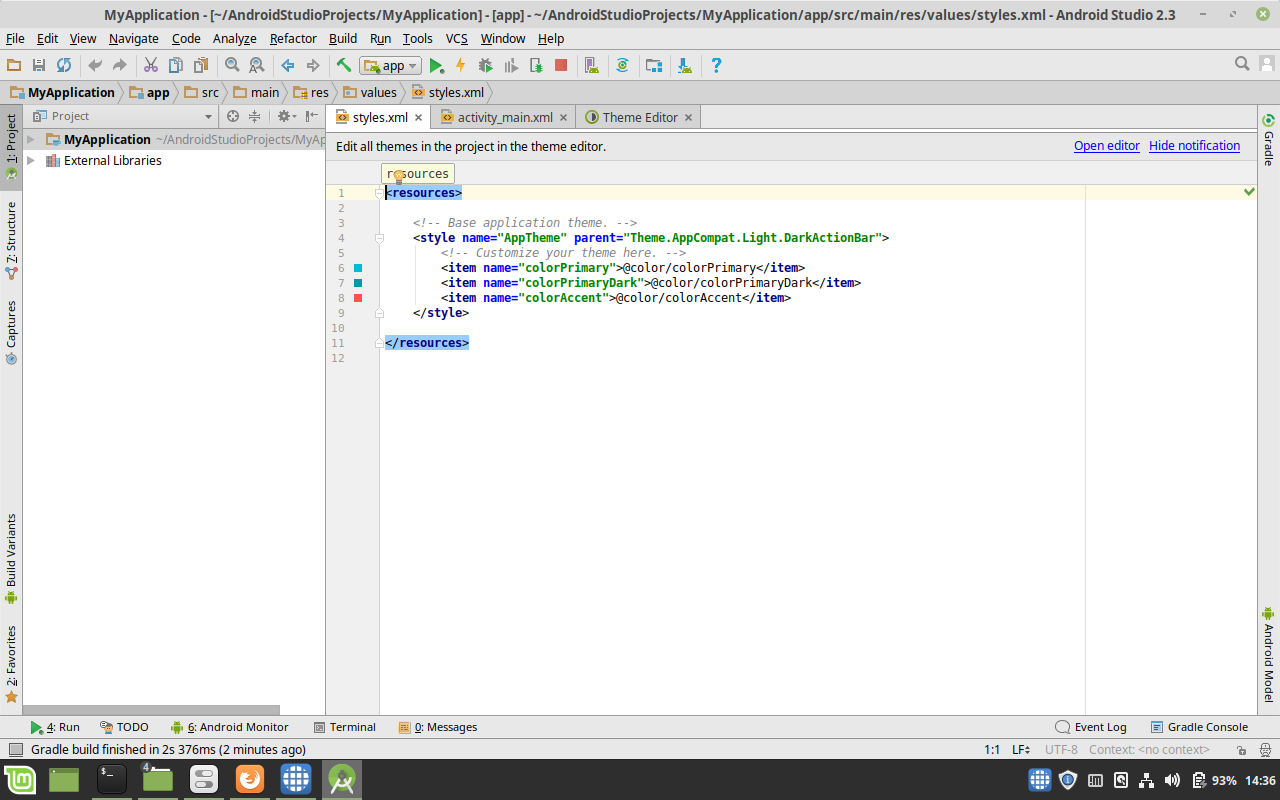 MyApplication - [~/AndroidStudioProjects/MyApplication] - [app] - ~/AndroidStudioProjects/MyApplication/app/src/main/res/values/styles.xml - Android Studio 2.3
File Edit View Navigate Code Analyze Refactor Build Run Tools VCS Window Help
app
MyApplication app src main res values styles.xml
Project
styles.xml activity_main.xml Theme Editor
1: Project
7: Structure
Captures
Build Variants
2: Favorites
MyApplication ~/AndroidStudioProjects/MyAp
External Libraries
Edit all themes in the project in the theme editor. Open editor Hide notification
resources
1 <resources>
2
3 <!-- Base application theme. -->
4 <style name="AppTheme" parent="Theme.AppCompat.Light.DarkActionBar">
5 <!-- Customize your theme here. -->
6 <item name="colorPrimary">@color/colorPrimary</item>
7 <item name="colorPrimaryDark">@color/colorPrimaryDark</item>
8 <item name="colorAccent">@color/colorAccent</item>
9 </style>
10
11 </resources>
12
Gradle
Android Model
4: Run TODO 6: Android Monitor Terminal 0: Messages Event Log Gradle Console
Gradle build finished in 2s 376ms (2 minutes ago) 1:1 LF UTF-8 Context: <no context>
$_ 4 93% 14:36